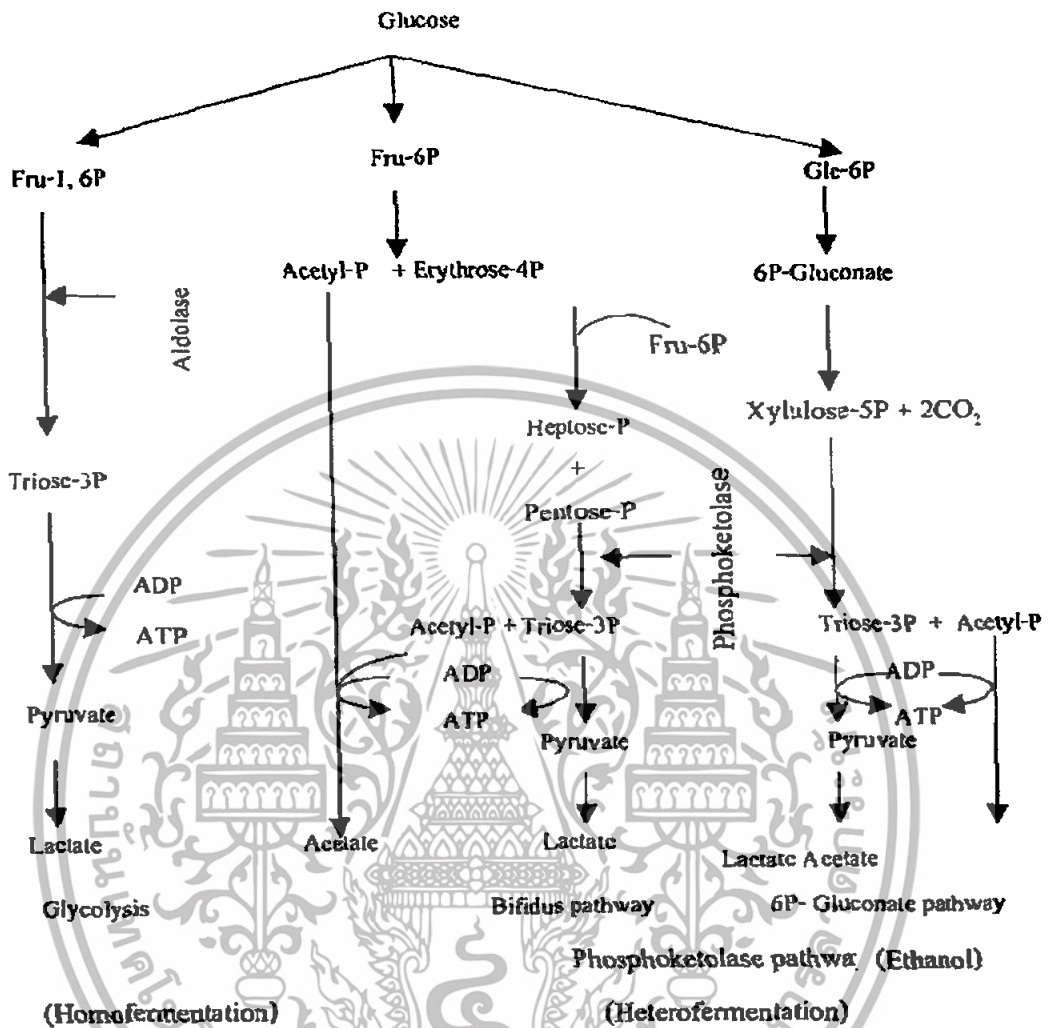 Glucose
Fru-1, 6P
Fru-6P
Glc-6P
Acetyl-P + Erythrose-4P
6P-Gluconate
Aldolase
Fru-6P
Xylulose-5P + 2CO₂
Heptose-P
+
Pentose-P
Triose-3P
Phosphoketolase
ADP
ATP
Acetyl-P + Triose-3P
Triose-3P + Acetyl-P
ADP
ATP
ADP
ATP
Pyruvate
Pyruvate
Pyruvate
Lactate
Acetate
Lactate
Lactate Acetate
Glycolysis
Bifidus pathway
6P- Gluconate pathway
Phosphoketolase pathwa (Ethanol)
(Homofermentation)
(Heterofermentation)